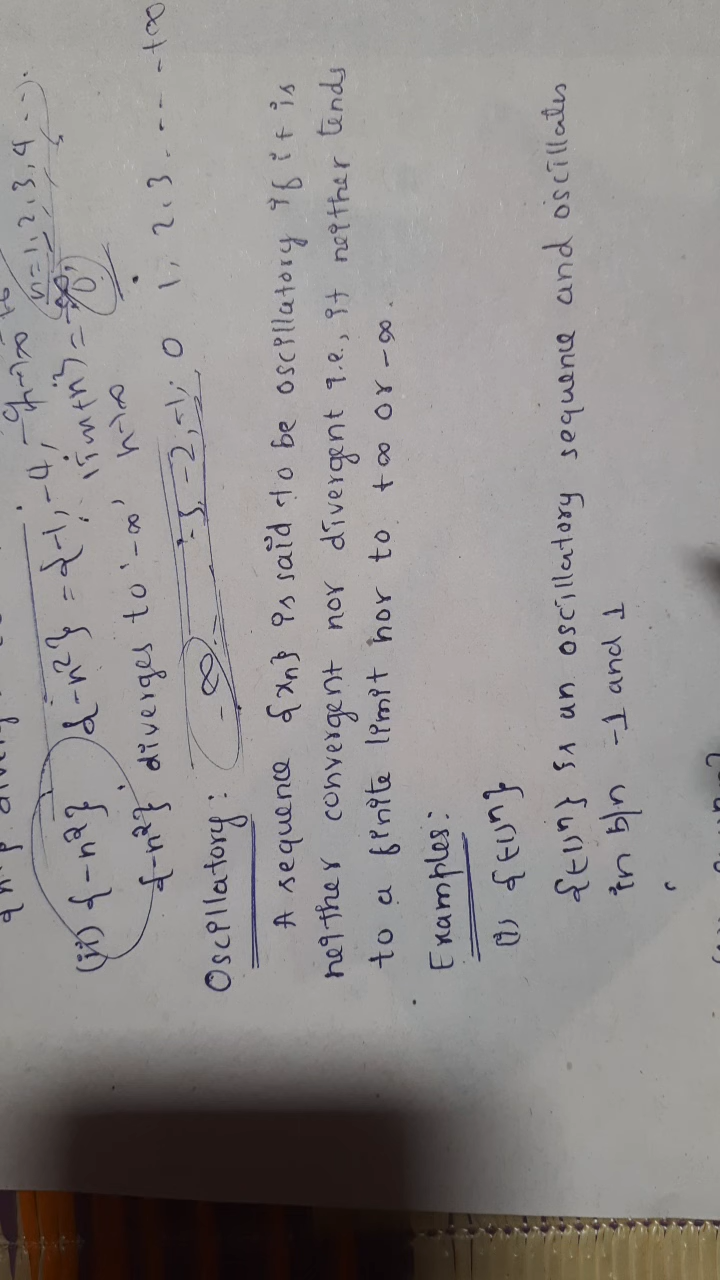 n=1,2,3,4
(ii) {-n²} {-n²} = {-1, -4, -9
lim {-n²} = -∞
n→∞
{-n²} diverges to '-∞'
-∞ -3, -2, -1, 0 1, 2, 3 . - - - +∞
Oscillatory:
A sequence {xn} is said to be oscillatory if it is
neither convergent nor divergent i.e., it neither tends
to a finite limit nor to +∞ or -∞.
Examples:
(i) {(-1)ⁿ}
{(-1)ⁿ} is an oscillatory sequence and oscillates
in b/n -1 and 1